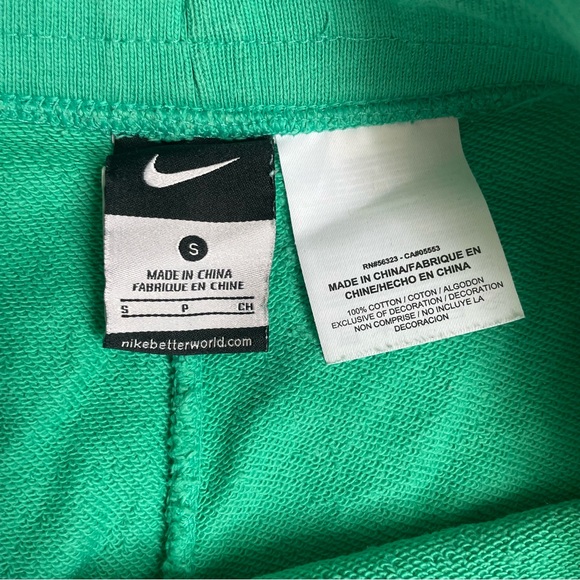 S
MADE IN CHINA
FABRIQUE EN CHINE
S P CH
nikebetterworld.com
RN#56323 - CA#05553
MADE IN CHINA/FABRIQUE EN
CHINE/HECHO EN CHINA
100% COTTON / COTON / ALGODON
EXCLUSIVE OF DECORATION / DECORATION
NON COMPRISE / NO INCLUYE LA
DECORACION